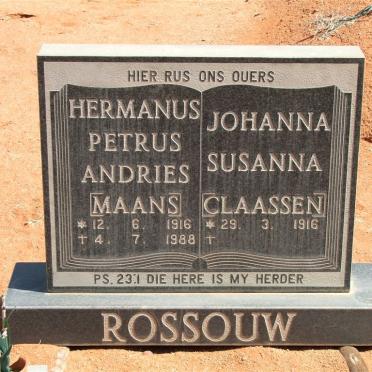 HIER RUS ONS OUERS
HERMANUS
PETRUS
ANDRIES
[MAANS]
* 12. 6. 1916
† 4. 7. 1988
JOHANNA
SUSANNA
[CLAASSEN]
* 29. 3. 1916
†
PS. 23:1 DIE HERE IS MY HERDER
ROSSOUW